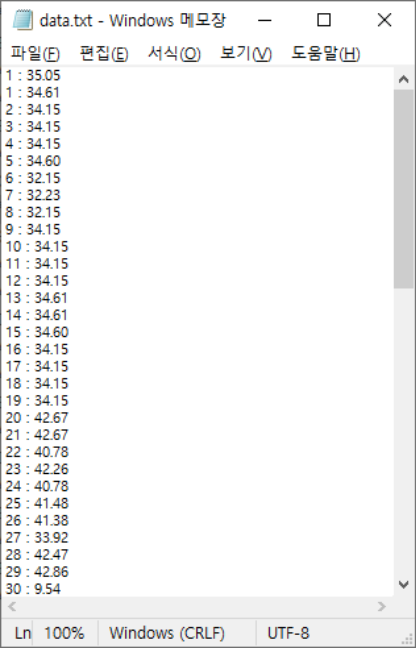 data.txt - Windows 메모장
파일(F) 편집(E) 서식(O) 보기(V) 도움말(H)
1 : 35.05
1 : 34.61
2 : 34.15
3 : 34.15
4 : 34.15
5 : 34.60
6 : 32.15
7 : 32.23
8 : 32.15
9 : 34.15
10 : 34.15
11 : 34.15
12 : 34.15
13 : 34.61
14 : 34.61
15 : 34.60
16 : 34.15
17 : 34.15
18 : 34.15
19 : 34.15
20 : 42.67
21 : 42.67
22 : 40.78
23 : 42.26
24 : 40.78
25 : 41.48
26 : 41.38
27 : 33.92
28 : 42.47
29 : 42.86
30 : 9.54
Ln 100% Windows (CRLF) UTF-8